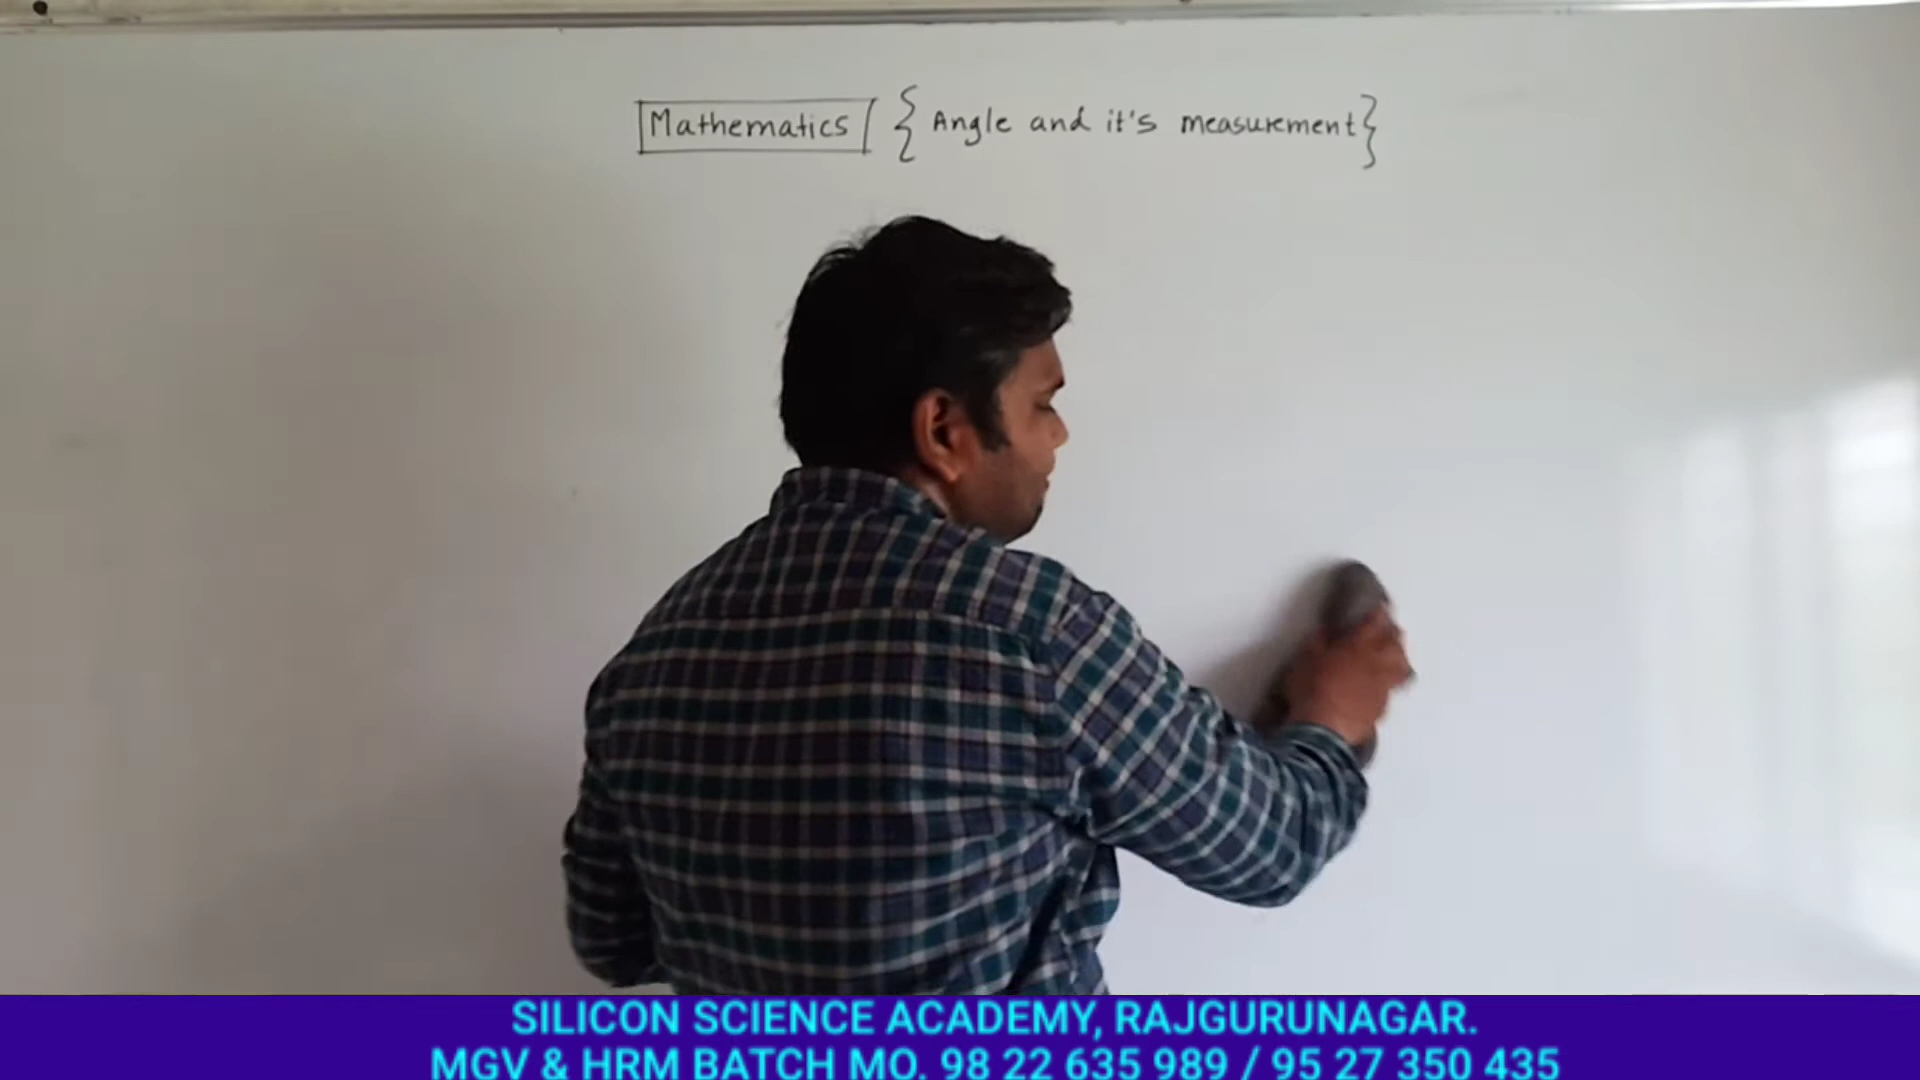 Mathematics { Angle and it's measurement }
SILICON SCIENCE ACADEMY, RAJGURUNAGAR.
MGV & HRM BATCH MO. 98 22 635 989 / 95 27 350 435